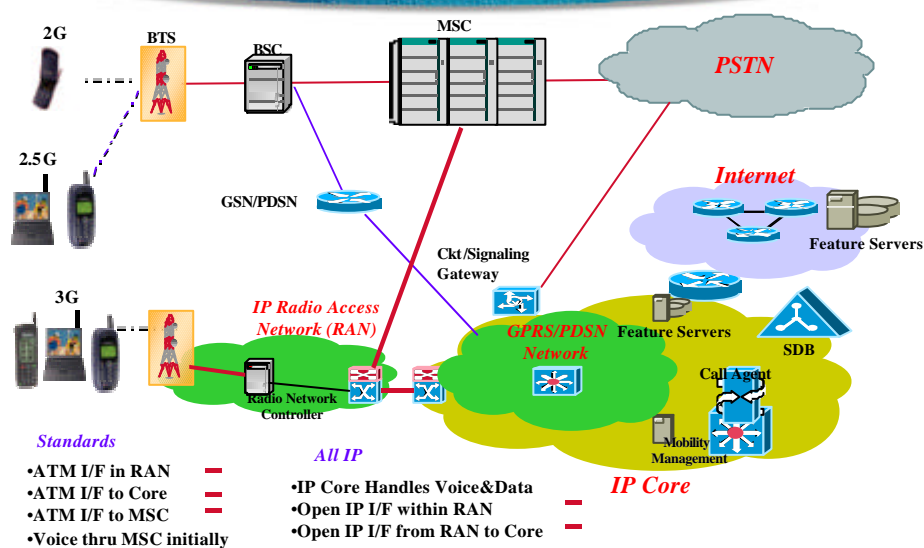 MSC
2G
BTS
BSC
PSTN
2.5G
Internet
GSN/PDSN
Feature Servers
Ckt/Signaling
Gateway
3G
IP Radio Access
Network (RAN)
GPRS/PDSN
Network
Feature Servers
SDB
Call Agent
Radio Network
Controller
Mobility
Management
IP Core
Standards
•ATM I/F in RAN
•ATM I/F to Core
•ATM I/F to MSC
•Voice thru MSC initially
All IP
•IP Core Handles Voice&Data
•Open IP I/F within RAN
•Open IP I/F from RAN to Core